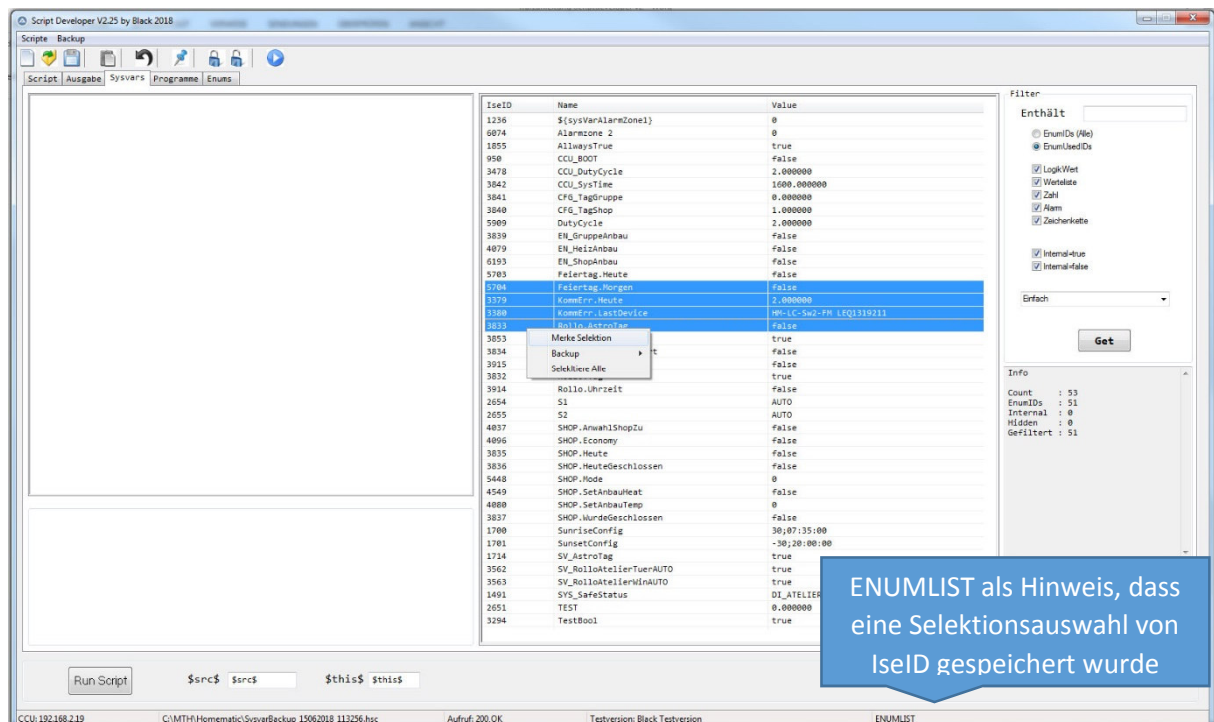 Script Developer V2.25 by Black 2018
Scripte Backup
Script Ausgabe Sysvars Programme Enums
IseID Name Value
1236 ${sysVarAlarmZone1} 0
6074 Alarmzone 2 0
1855 AllwaysTrue true
950 CCU_BOOT false
3478 CCU_DutyCycle 2.000000
3842 CCU_SysTime 1600.000000
3841 CFG_TagGruppe 0.000000
3840 CFG_TagShop 1.000000
5909 DutyCycle 2.000000
3839 EN_GruppeAnbau false
4079 EN_HeizAnbau false
6193 EN_ShopAnbau false
5703 Feiertag.Heute false
5704 Feiertag.Morgen false
3379 KommErr.Heute 2.000000
3380 KommErr.LastDevice HM-LC-Sw2-FM LEQ1319211
3833 Rollo.AstroTag false
3853 true
3834 false
3915 false
3832 true
3914 Rollo.Uhrzeit false
2654 S1 AUTO
2655 S2 AUTO
4037 SHOP.AnwahlShopZu false
4096 SHOP.Economy false
3835 SHOP.Heute false
3836 SHOP.HeuteGeschlossen false
5448 SHOP.Mode 0
4549 SHOP.SetAnbauHeat false
4080 SHOP.SetAnbauTemp 0
3837 SHOP.WurdeGeschlossen false
1700 SunriseConfig 30;07:35:00
1701 SunsetConfig -30;20:00:00
1714 SV_AstroTag true
3562 SV_RolloAtelierTuerAUTO true
3563 SV_RolloAtelierWinAUTO true
1491 SYS_SafeStatus DI_ATELIER
2651 TEST 0.000000
3294 TestBool true
Merke Selektion
Backup
Selektiere Alle
Filter
Enthält
EnumIDs (Alle)
EnumUsedIDs
LogikWert
Werteliste
Zahl
Alarm
Zeichenkette
Internal=true
Internal=false
Einfach
Get
Info
Count : 53
EnumIDs : 51
Internal : 0
Hidden : 0
Gefiltert : 51
ENUMLIST als Hinweis, dass
eine Selektionsauswahl von
IseID gespeichert wurde
Run Script $src$ $src$ $this$ $this$
CCU: 192.168.2.19 C:\MTH\Homematic\SysvarBackup_15062018_113256.hsc Aufruf: 200.OK Testversion: Black Testversion ENUMLIST